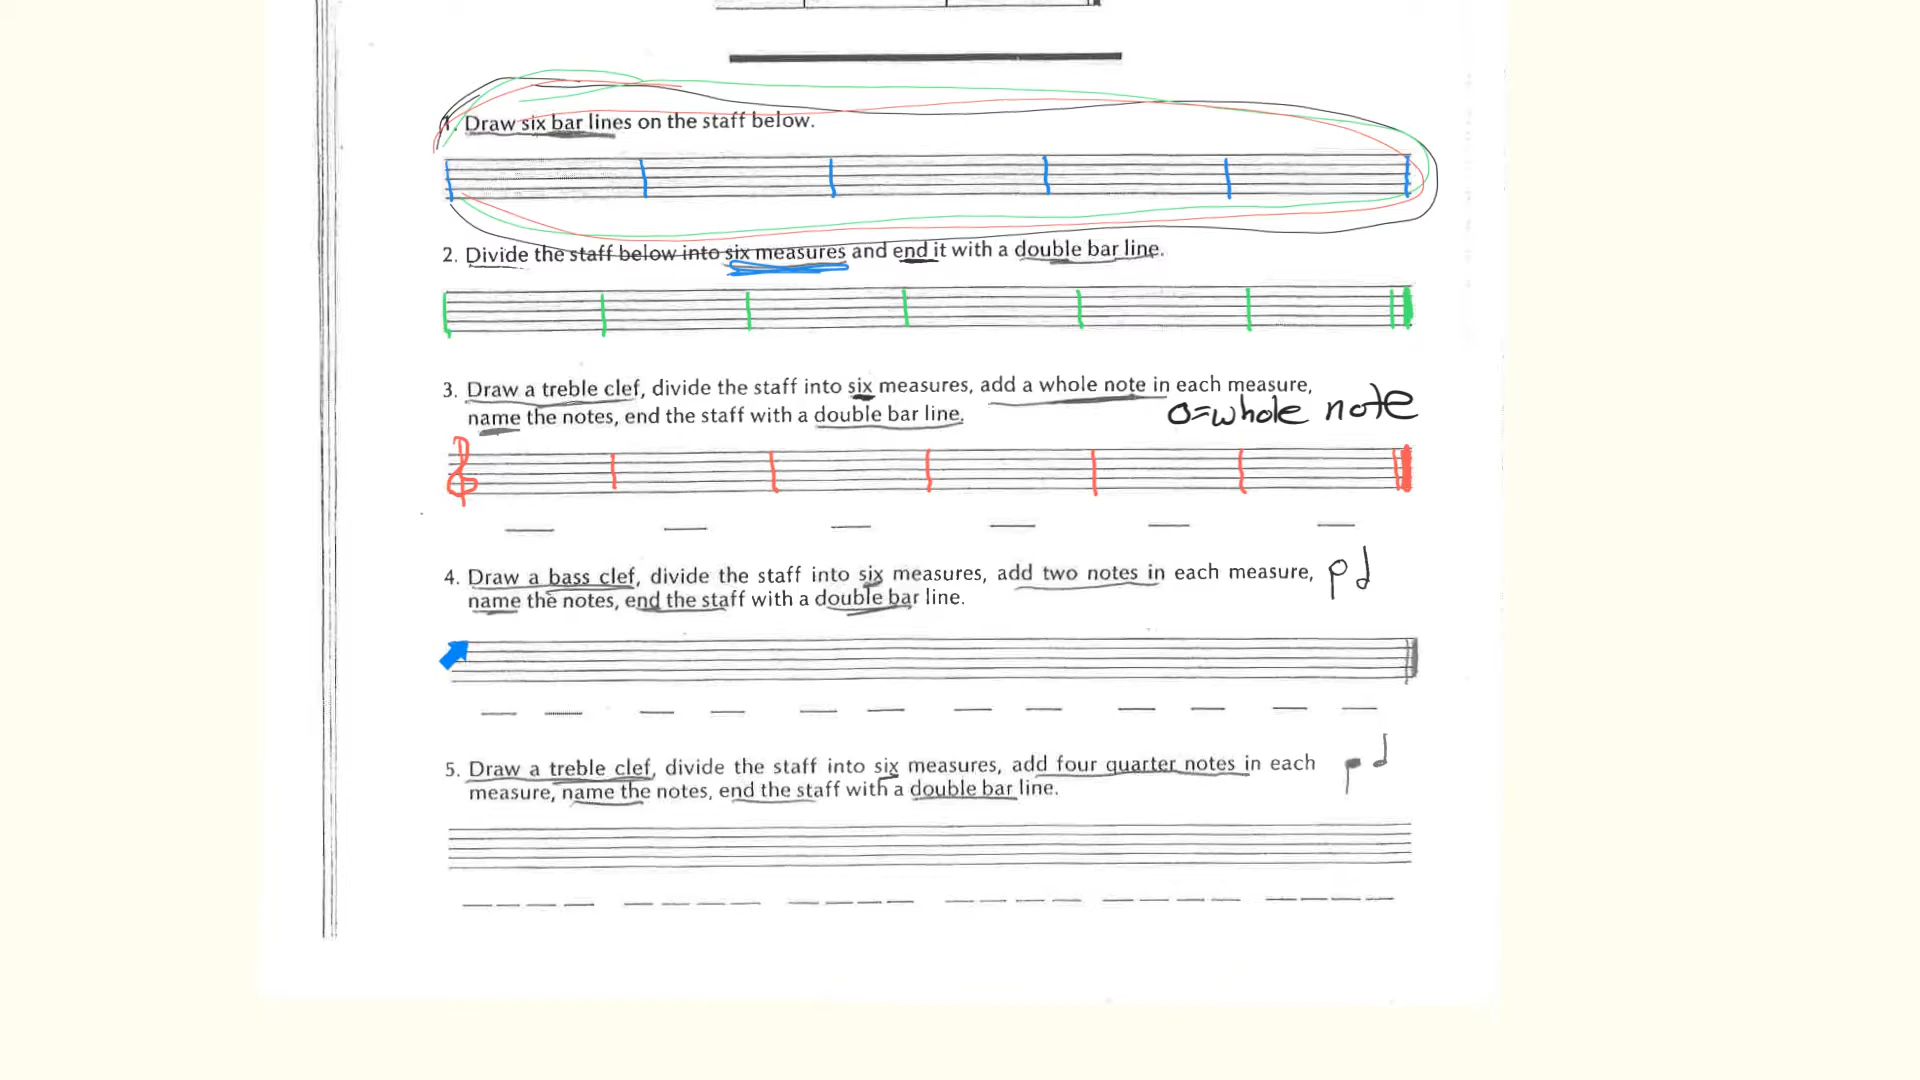 1. Draw six bar lines on the staff below.
2. Divide the staff below into six measures and end it with a double bar line.
3. Draw a treble clef, divide the staff into six measures, add a whole note in each measure,
name the notes, end the staff with a double bar line.
o=whole note
4. Draw a bass clef, divide the staff into six measures, add two notes in each measure,
name the notes, end the staff with a double bar line.
5. Draw a treble clef, divide the staff into six measures, add four quarter notes in each
measure, name the notes, end the staff with a double bar line.